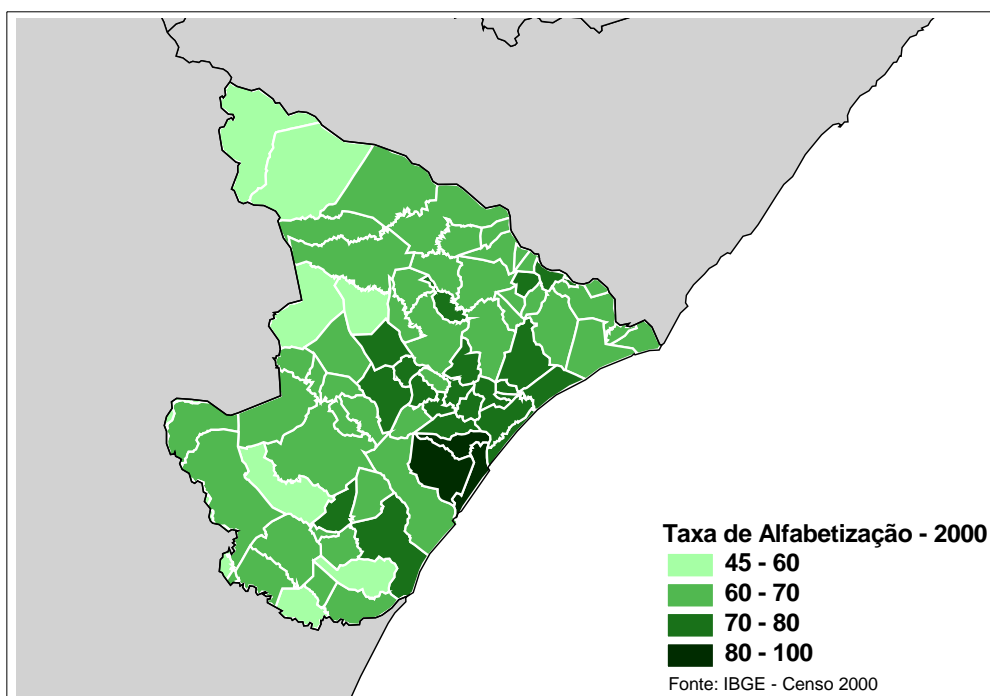 Taxa de Alfabetização - 2000
45 - 60
60 - 70
70 - 80
80 - 100
Fonte: IBGE - Censo 2000